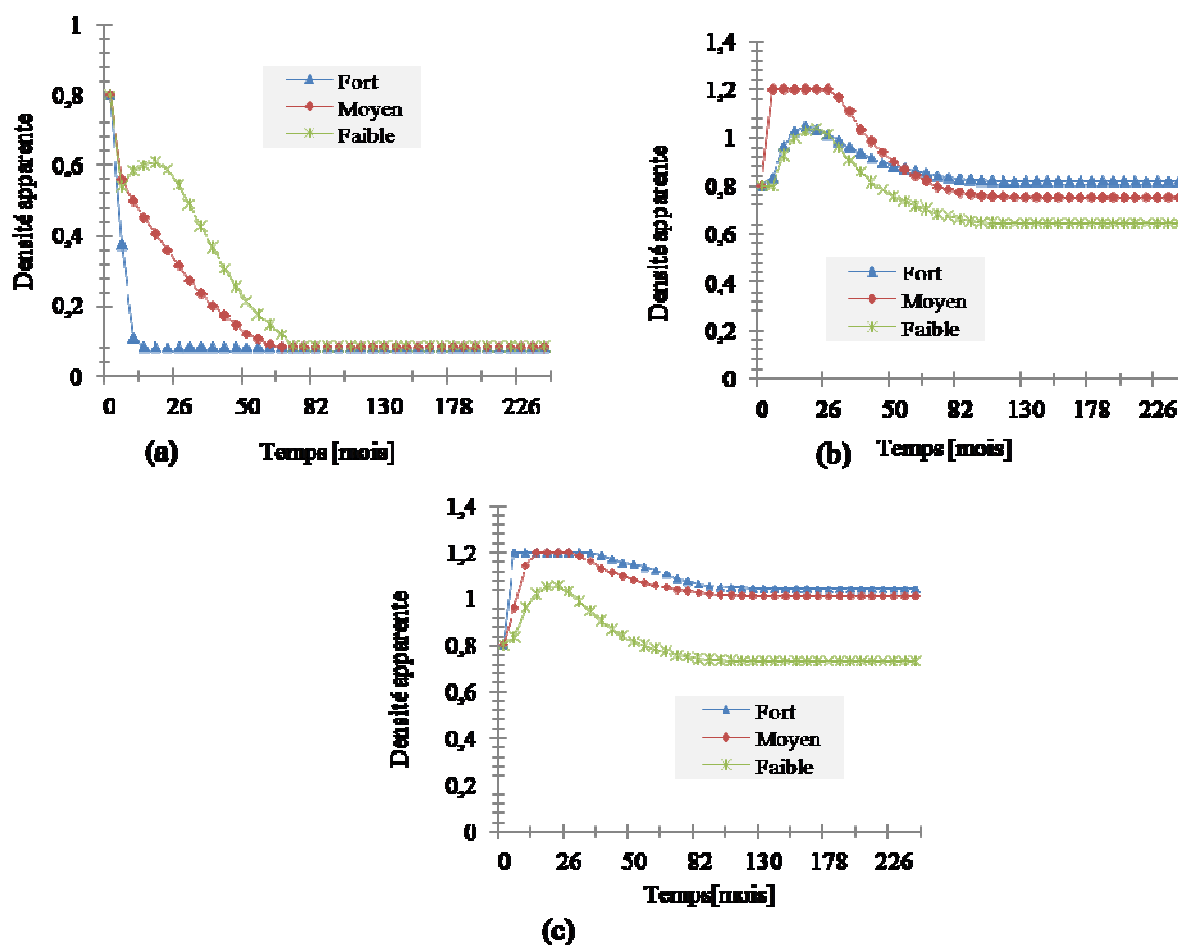 1
0,8
0,6
0,4
0,2
0
Densité apparente
Fort
Moyen
Faible
0 26 50 82 130 178 226
(a) Temps [mois]
1,4
1,2
1
0,8
0,6
0,4
0,2
0
Densité apparente
Fort
Moyen
Faible
0 26 50 82 130 178 226
(b) Temps [mois]
1,4
1,2
1
0,8
0,6
0,4
0,2
0
Densité apparente
Fort
Moyen
Faible
0 26 50 82 130 178 226
Temps[mois]
(c)